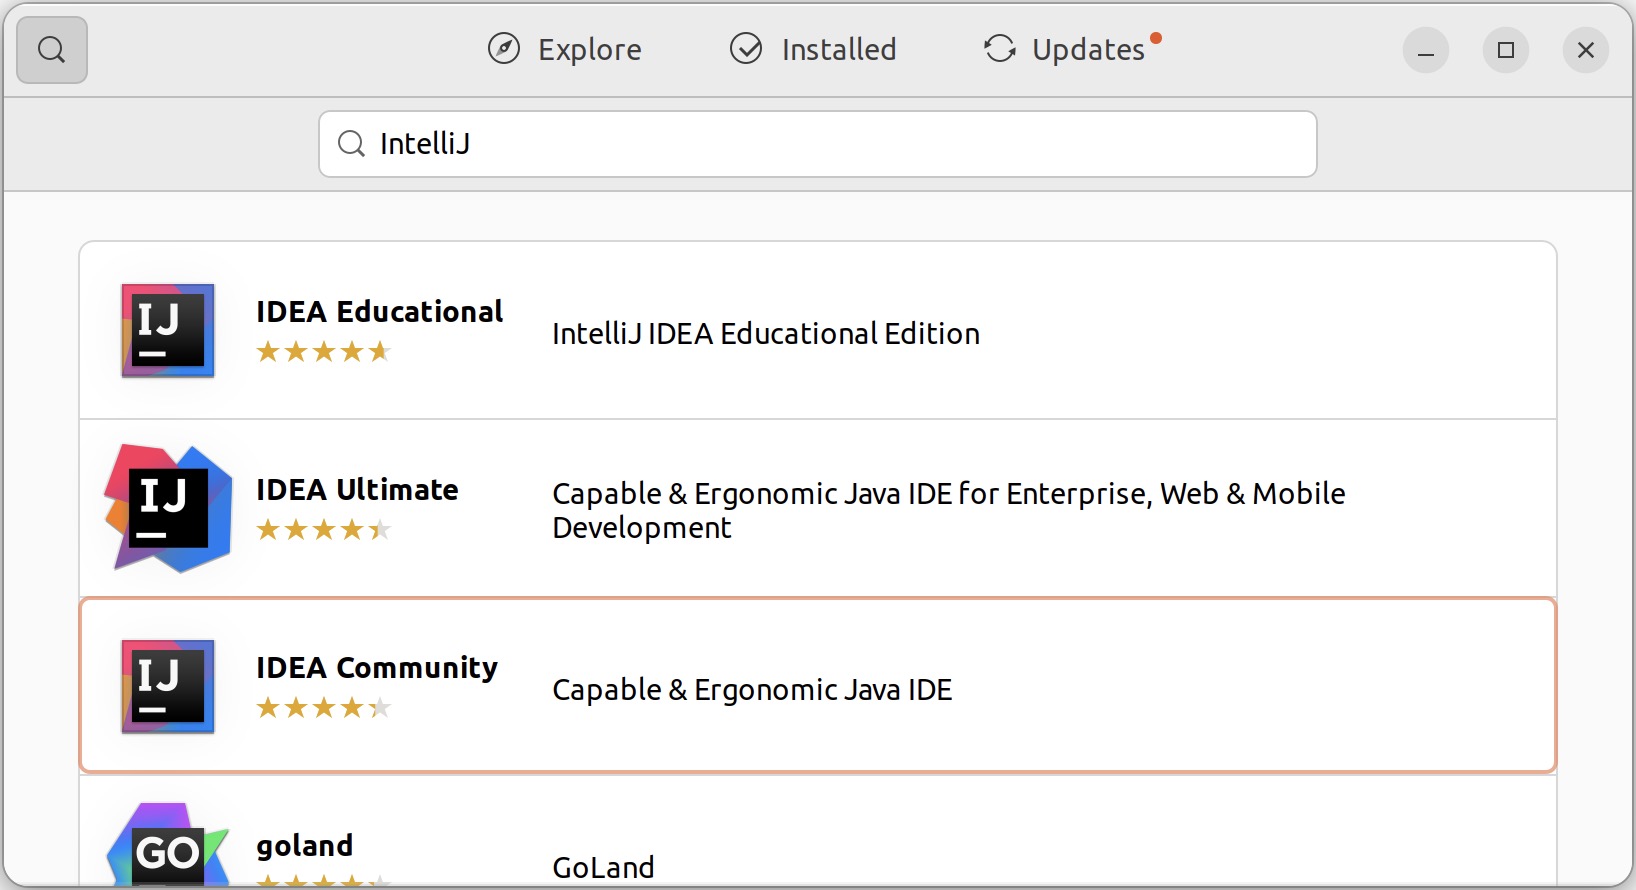 Explore Installed Updates
IntelliJ
IJ
IDEA Educational
IntelliJ IDEA Educational Edition
IJ
IDEA Ultimate
Capable & Ergonomic Java IDE for Enterprise, Web & Mobile
Development
IJ
IDEA Community
Capable & Ergonomic Java IDE
GO
goland
GoLand